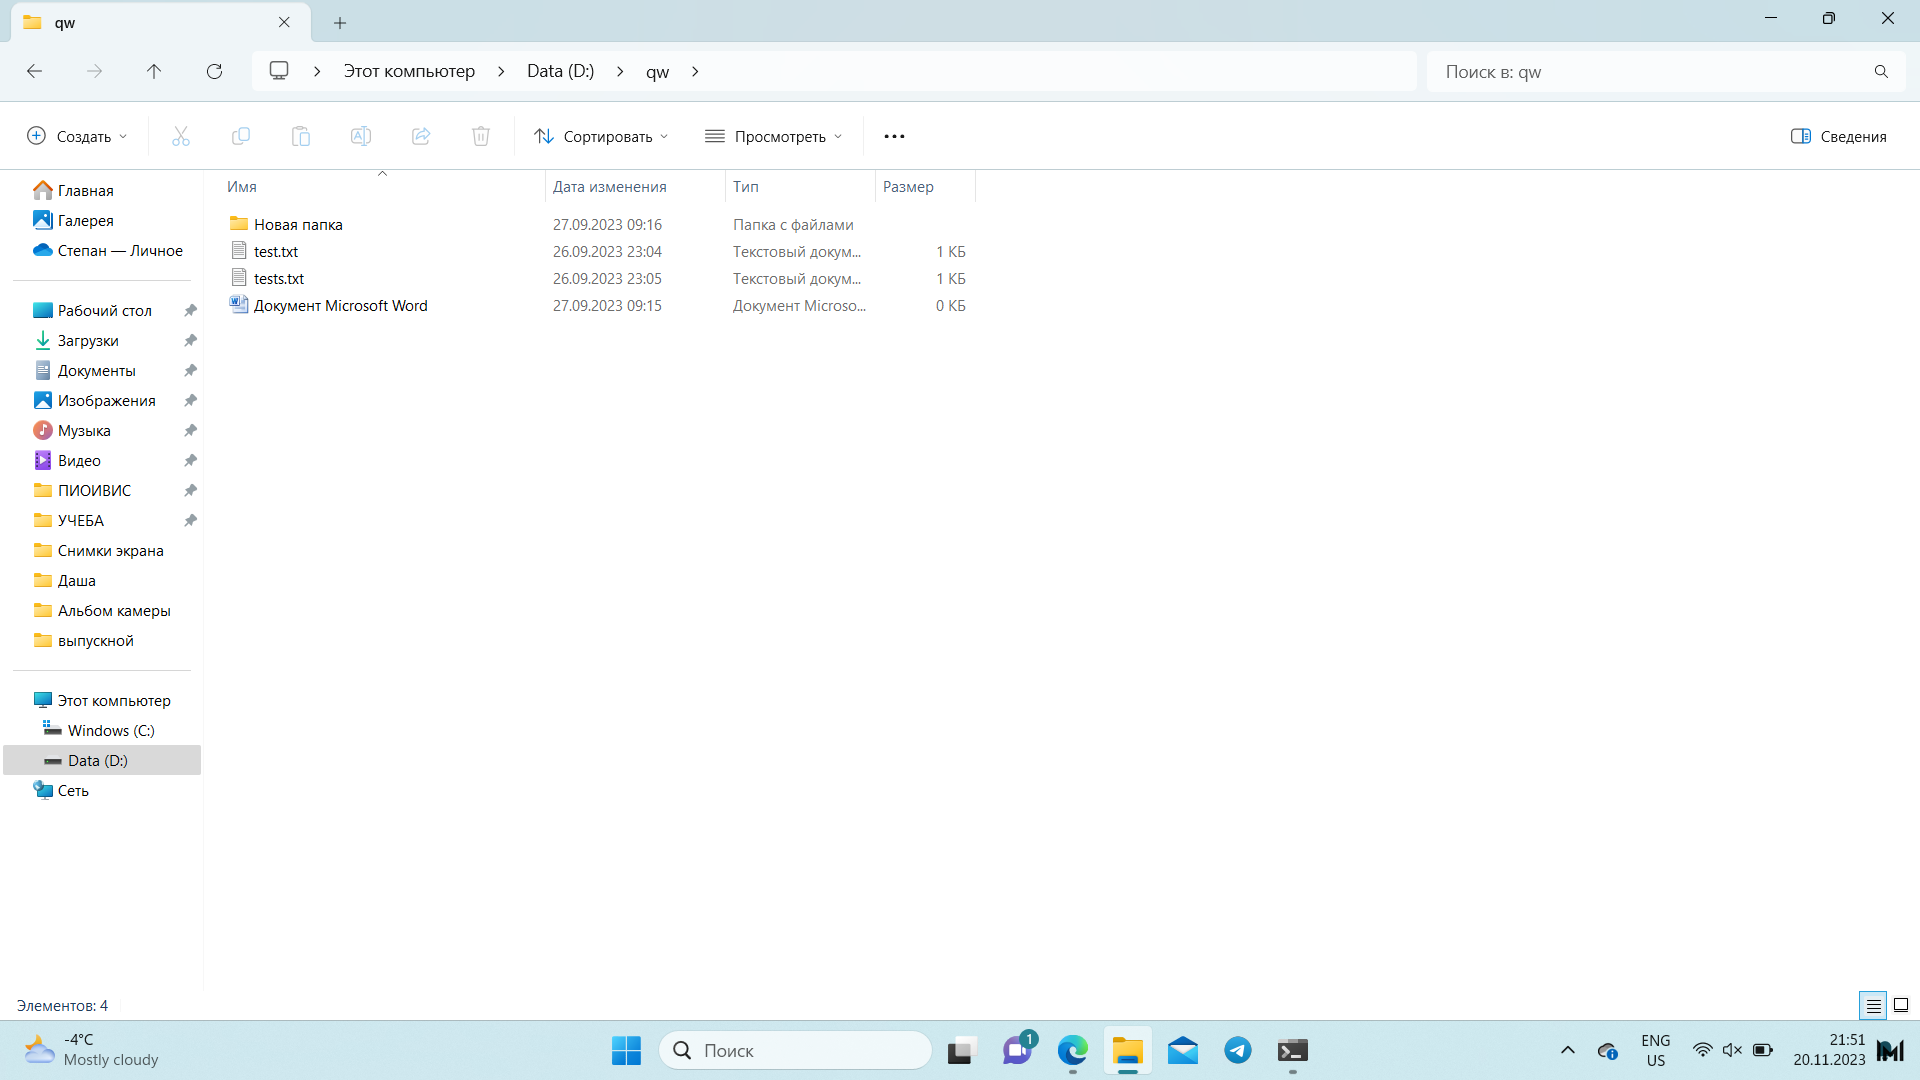 qw
Этот компьютер
Data (D:)
qw
Поиск в: qw
Создать
Сортировать
Просмотреть
Сведения
Имя
Дата изменения
Тип
Размер
Новая папка 27.09.2023 09:16 Папка с файлами
test.txt 26.09.2023 23:04 Текстовый докум... 1 КБ
tests.txt 26.09.2023 23:05 Текстовый докум... 1 КБ
Документ Microsoft Word 27.09.2023 09:15 Документ Microso... 0 КБ
Главная
Галерея
Степан — Личное
Рабочий стол
Загрузки
Документы
Изображения
Музыка
Видео
ПИОИВИС
УЧЕБА
Снимки экрана
Даша
Альбом камеры
выпускной
Этот компьютер
Windows (C:)
Data (D:)
Сеть
Элементов: 4
-4°C
Mostly cloudy
Поиск
1
ENG
US
21:51
20.11.2023